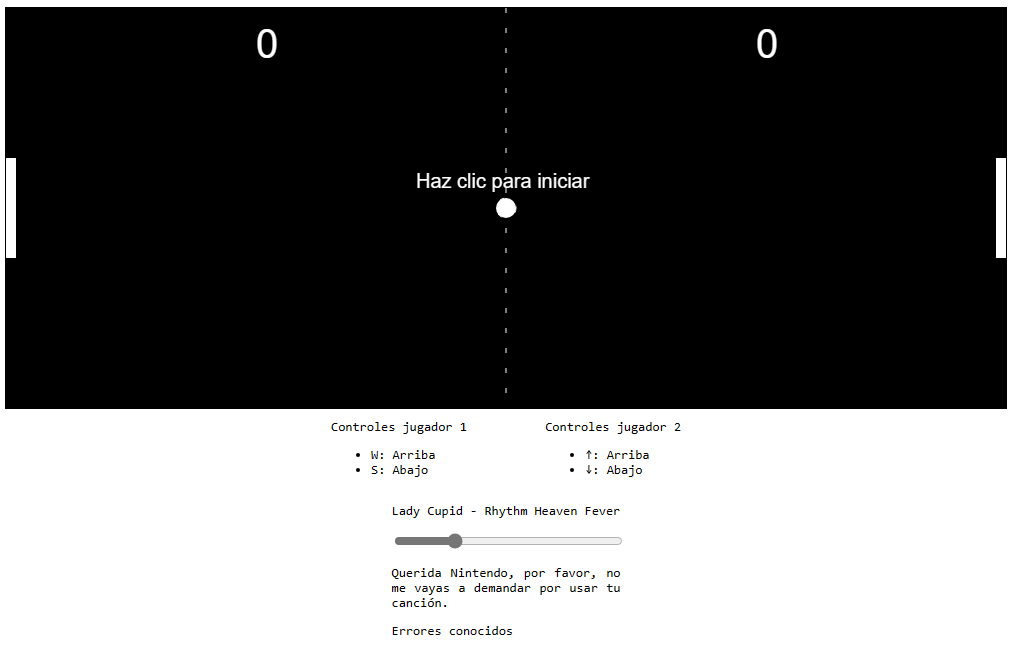 0
0
Haz clic para iniciar
Controles jugador 1
W: Arriba
S: Abajo
Controles jugador 2
↑: Arriba
↓: Abajo
Lady Cupid - Rhythm Heaven Fever
Querida Nintendo, por favor, no
me vayas a demandar por usar tu
canción.
Errores conocidos